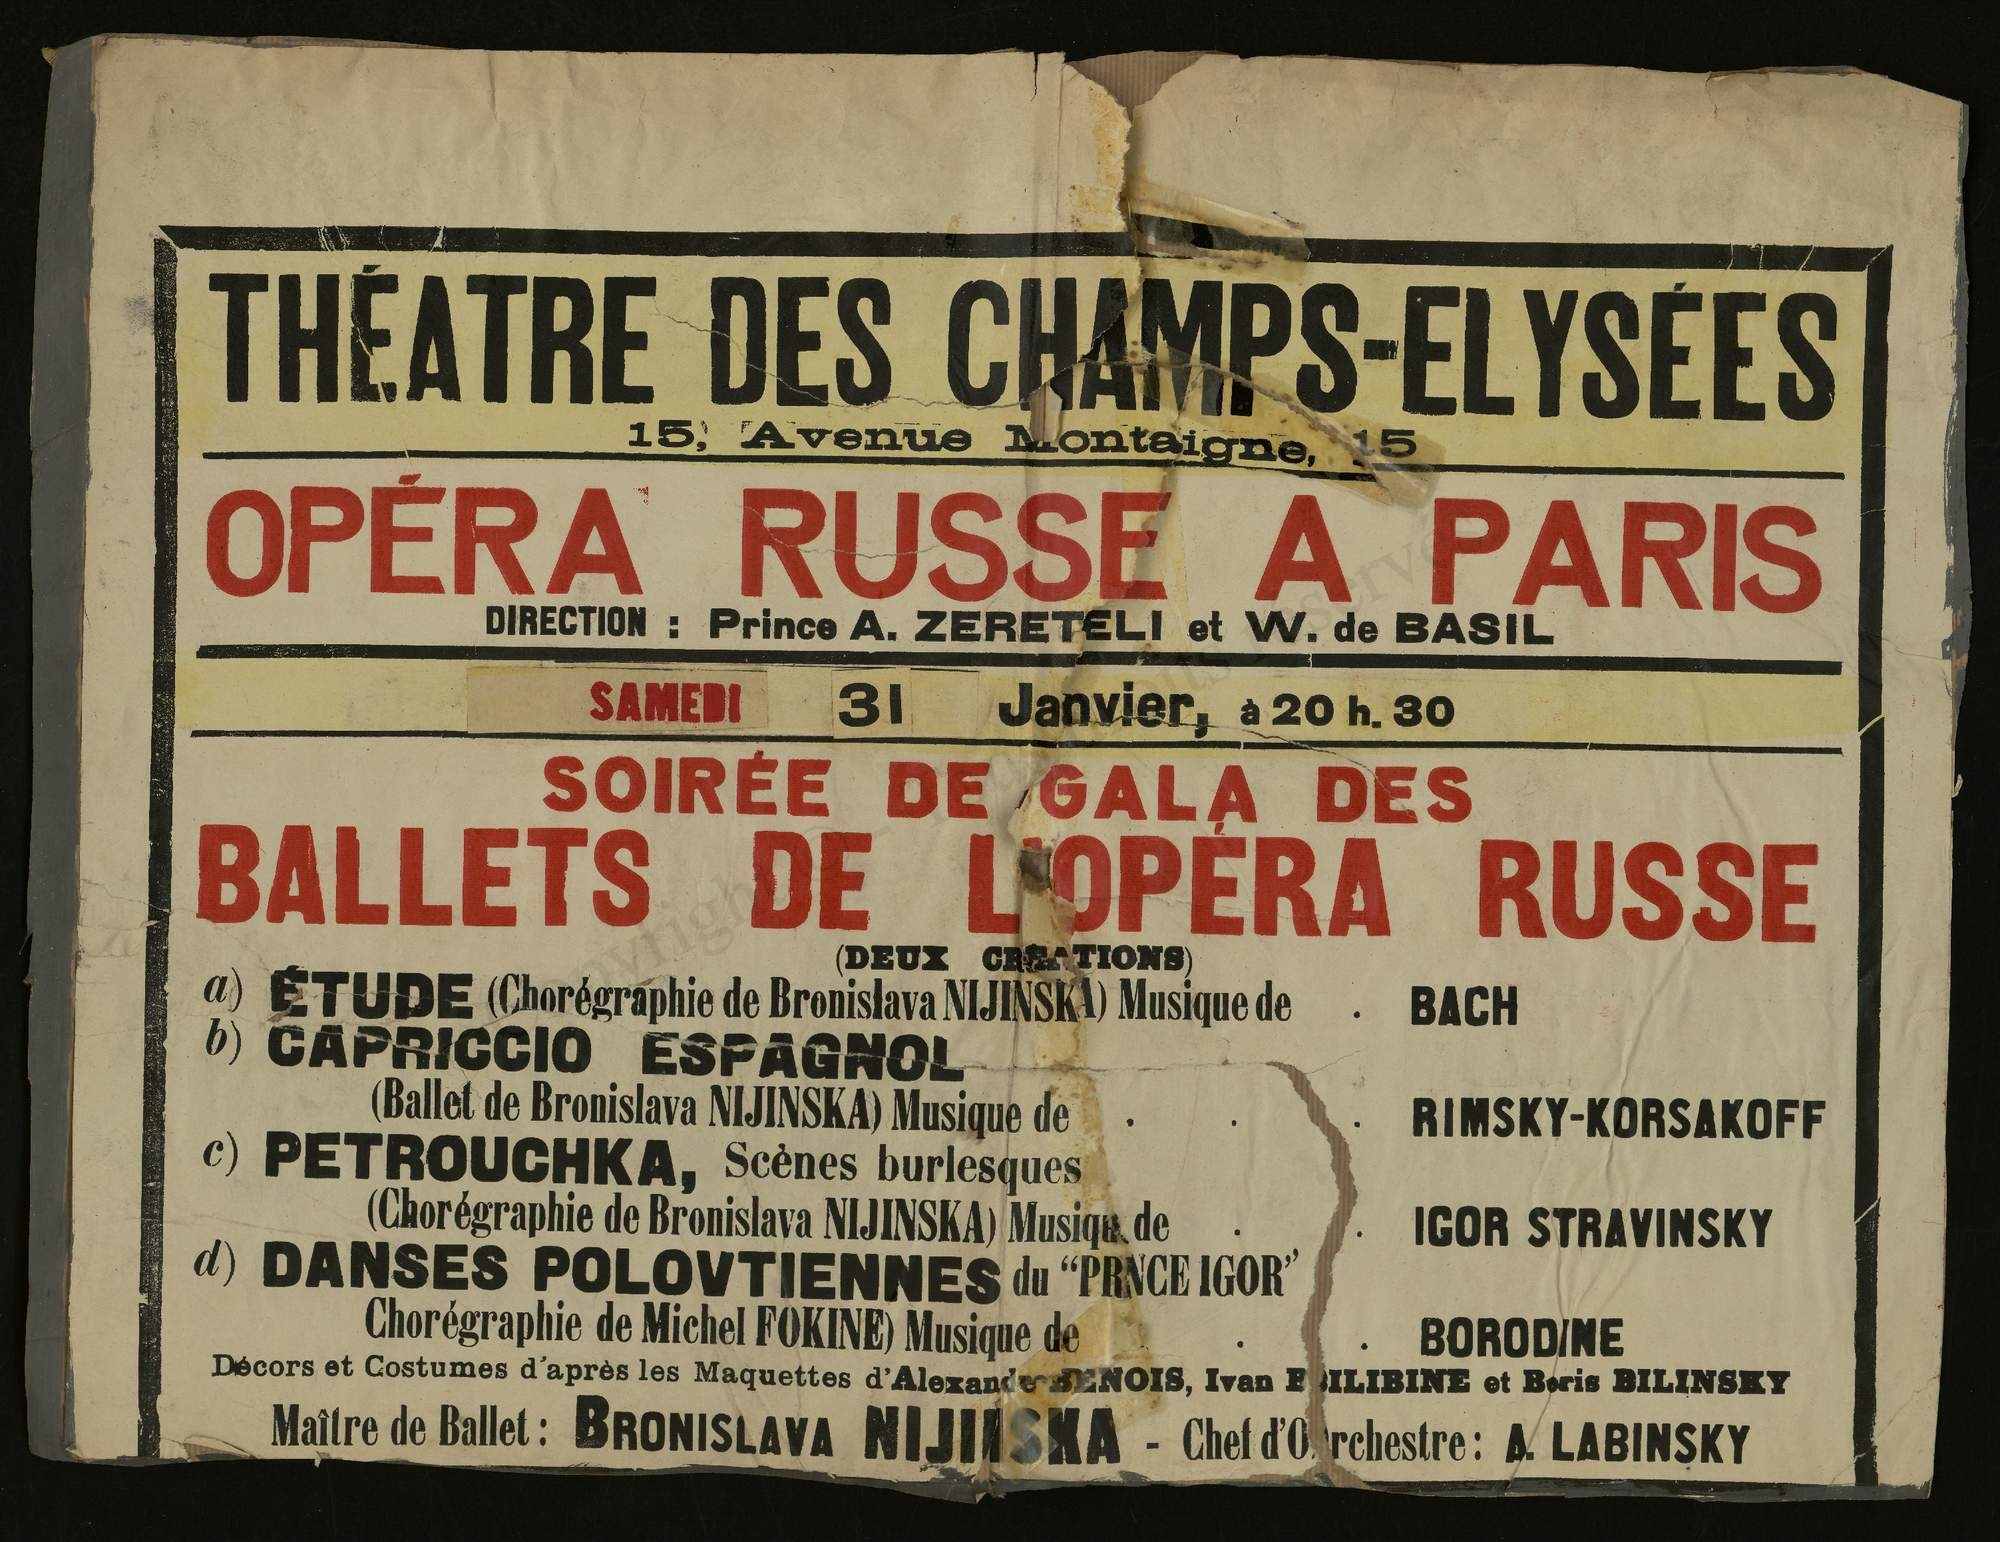 THÉATRE DES CHAMPS-ELYSÉES
15, Avenue Montaigne, 15
OPÉRA RUSSE A PARIS
DIRECTION : Prince A. ZERETELI et W. de BASIL
SAMEDI 31 Janvier, à 20 h. 30
SOIRÉE DE GALA DES
BALLETS DE L'OPÉRA RUSSE
(DEUX CRÉATIONS)
a) ÉTUDE (Chorégraphie de Bronislava NIJINSKA) Musique de . BACH
b) CAPRICCIO ESPAGNOL
(Ballet de Bronislava NIJINSKA) Musique de . . . RIMSKY-KORSAKOFF
c) PETROUCHKA, Scènes burlesques
(Chorégraphie de Bronislava NIJINSKA) Musique de . . IGOR STRAVINSKY
d) DANSES POLOVTIENNES du "PRNCE IGOR"
Chorégraphie de Michel FOKINE) Musique de . . BORODINE
Décors et Costumes d'après les Maquettes d'Alexandre BENOIS, Ivan BILIBINE et Boris BILINSKY
Maître de Ballet : BRONISLAVA NIJINSKA - Chef d'Orchestre : A. LABINSKY